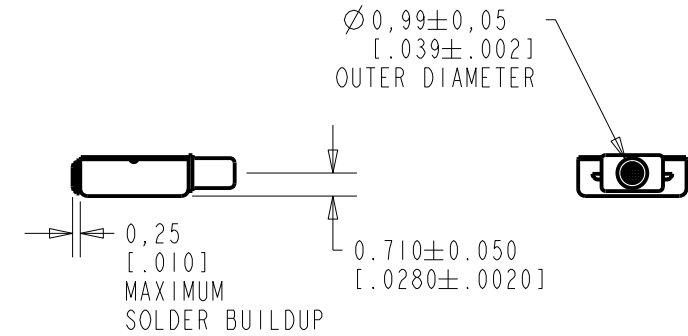 Ø 0,99±0,05
[.039±.002]
OUTER DIAMETER
0,25
[.010]
MAXIMUM
SOLDER BUILDUP
0.710±0.050
[.0280±.0020]